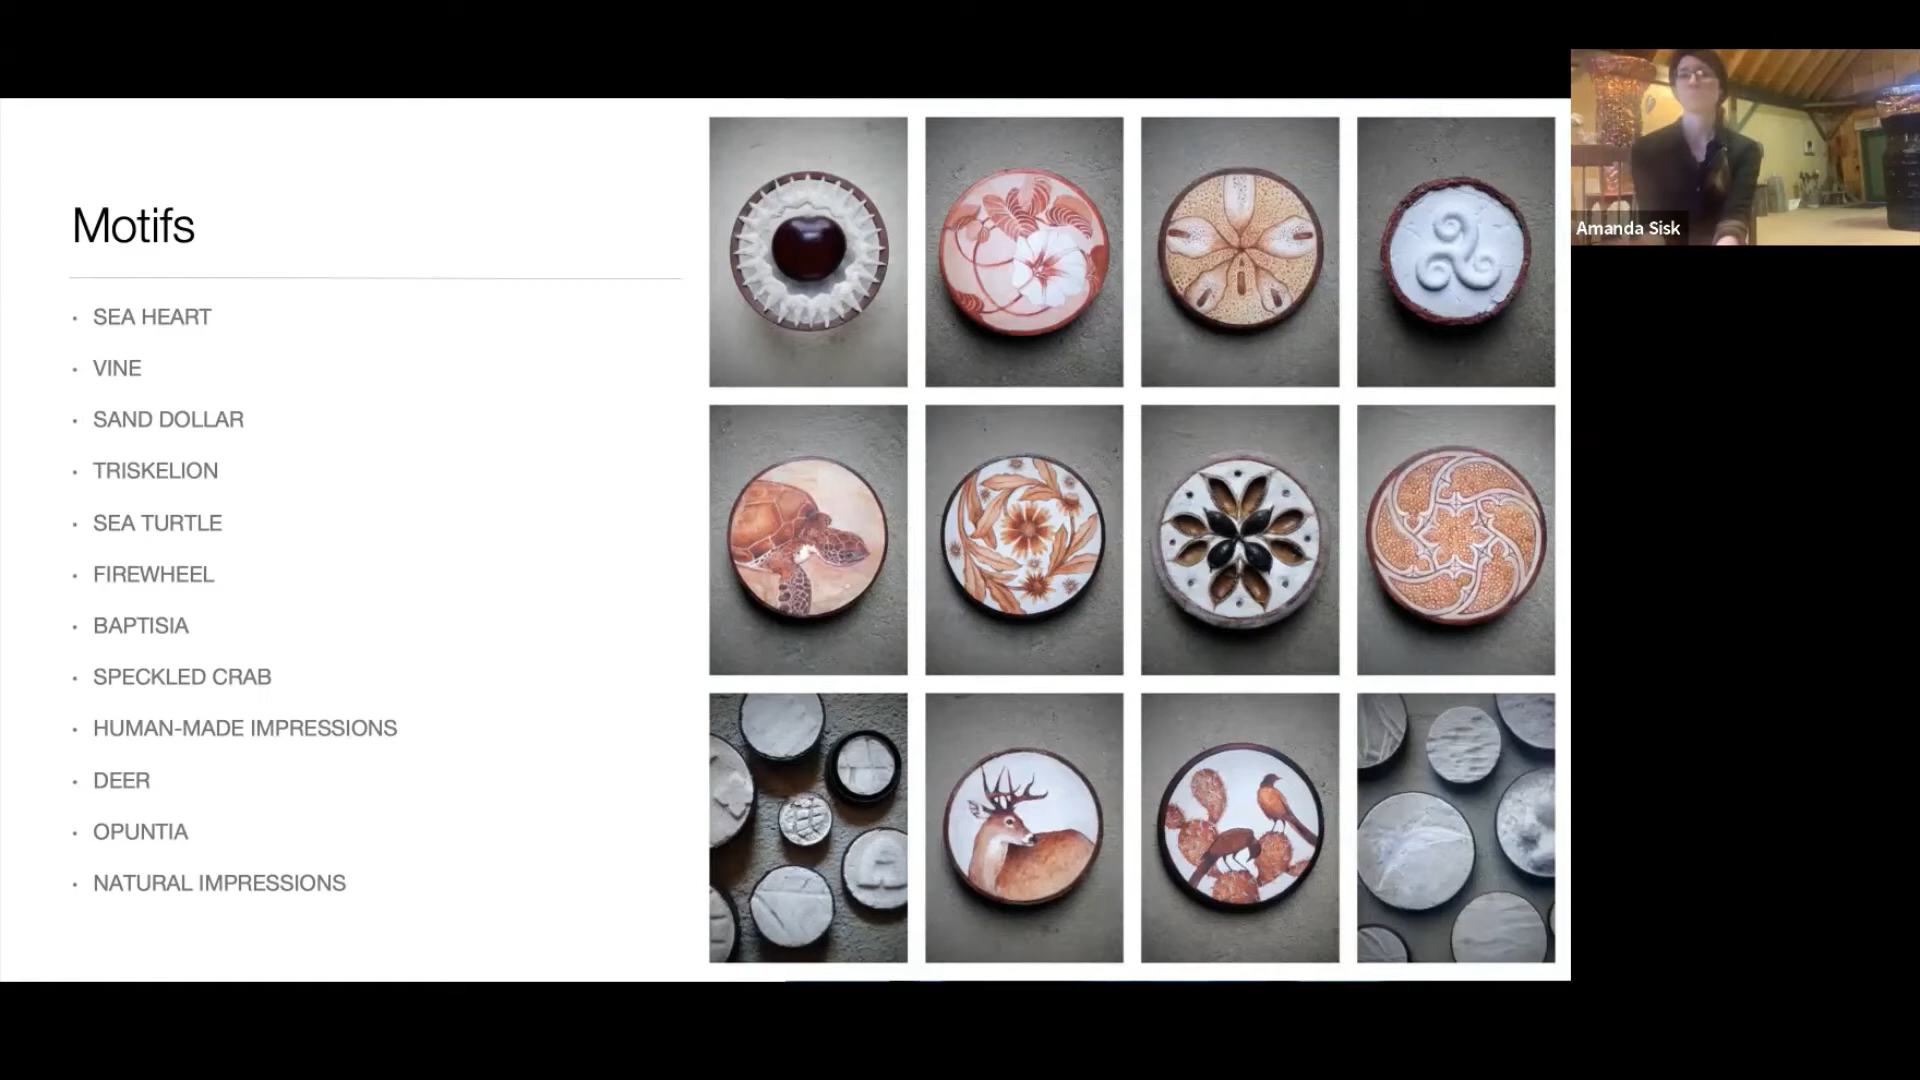 Motifs
• SEA HEART
• VINE
• SAND DOLLAR
• TRISKELION
• SEA TURTLE
• FIREWHEEL
• BAPTISIA
• SPECKLED CRAB
• HUMAN-MADE IMPRESSIONS
• DEER
• OPUNTIA
• NATURAL IMPRESSIONS
Amanda Sisk